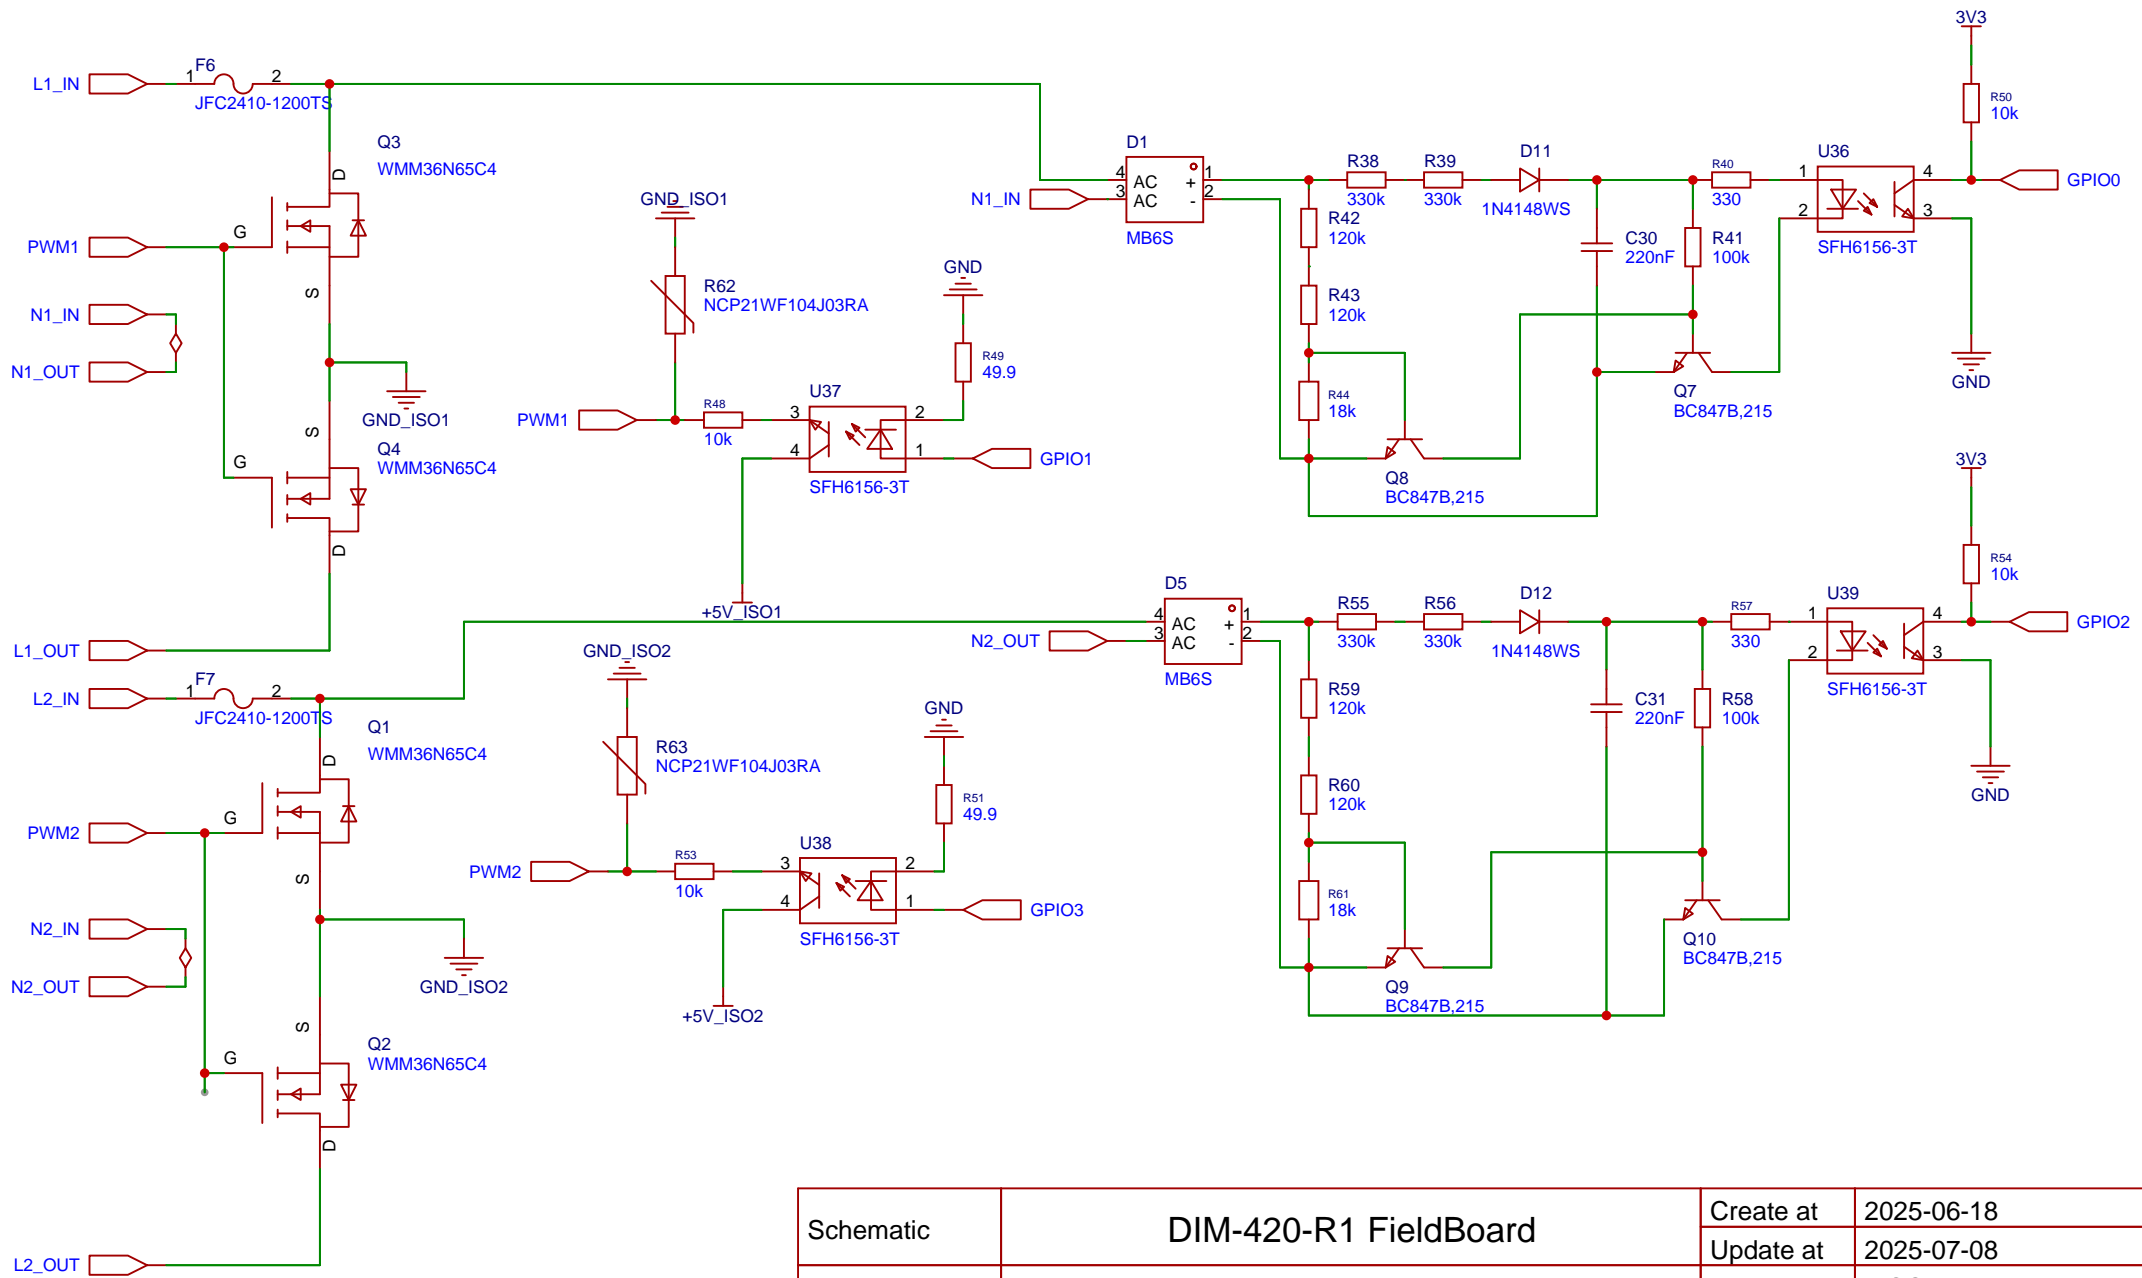 3V3
L1_IN
1
F6
2
JFC2410-1200TS
R50
10k
Q3
WMM36N65C4
D
G
S
PWM1
N1_IN
N1_OUT
GND_ISO1
S
Q4
WMM36N65C4
G
D
L1_OUT
GND_ISO1
R62
NCP21WF104J03RA
GND
R49
49.9
PWM1
R48
10k
U37
3
4
2
1
SFH6156-3T
GPIO1
+5V_ISO1
D1
N1_IN
4
3
AC
AC
+
-
1
2
MB6S
R38
330k
R39
330k
D11
1N4148WS
R42
120k
R43
120k
R44
18k
Q8
BC847B,215
C30
220nF
R40
330
R41
100k
Q7
BC847B,215
U36
1
2
4
3
SFH6156-3T
GPIO0
GND
3V3
R54
10k
L2_IN
1
F7
2
JFC2410-1200TS
Q1
WMM36N65C4
D
G
S
PWM2
N2_IN
N2_OUT
GND_ISO2
S
Q2
WMM36N65C4
G
D
L2_OUT
GND_ISO2
R63
NCP21WF104J03RA
GND
R51
49.9
PWM2
R53
10k
U38
3
4
2
1
SFH6156-3T
GPIO3
+5V_ISO2
D5
N2_OUT
4
3
AC
AC
+
-
1
2
MB6S
R55
330k
R56
330k
D12
1N4148WS
R59
120k
R60
120k
R61
18k
Q9
BC847B,215
C31
220nF
R57
330
R58
100k
Q10
BC847B,215
U39
1
2
4
3
SFH6156-3T
GPIO2
GND
Schematic
DIM-420-R1 FieldBoard
Create at
2025-06-18
Update at
2025-07-08